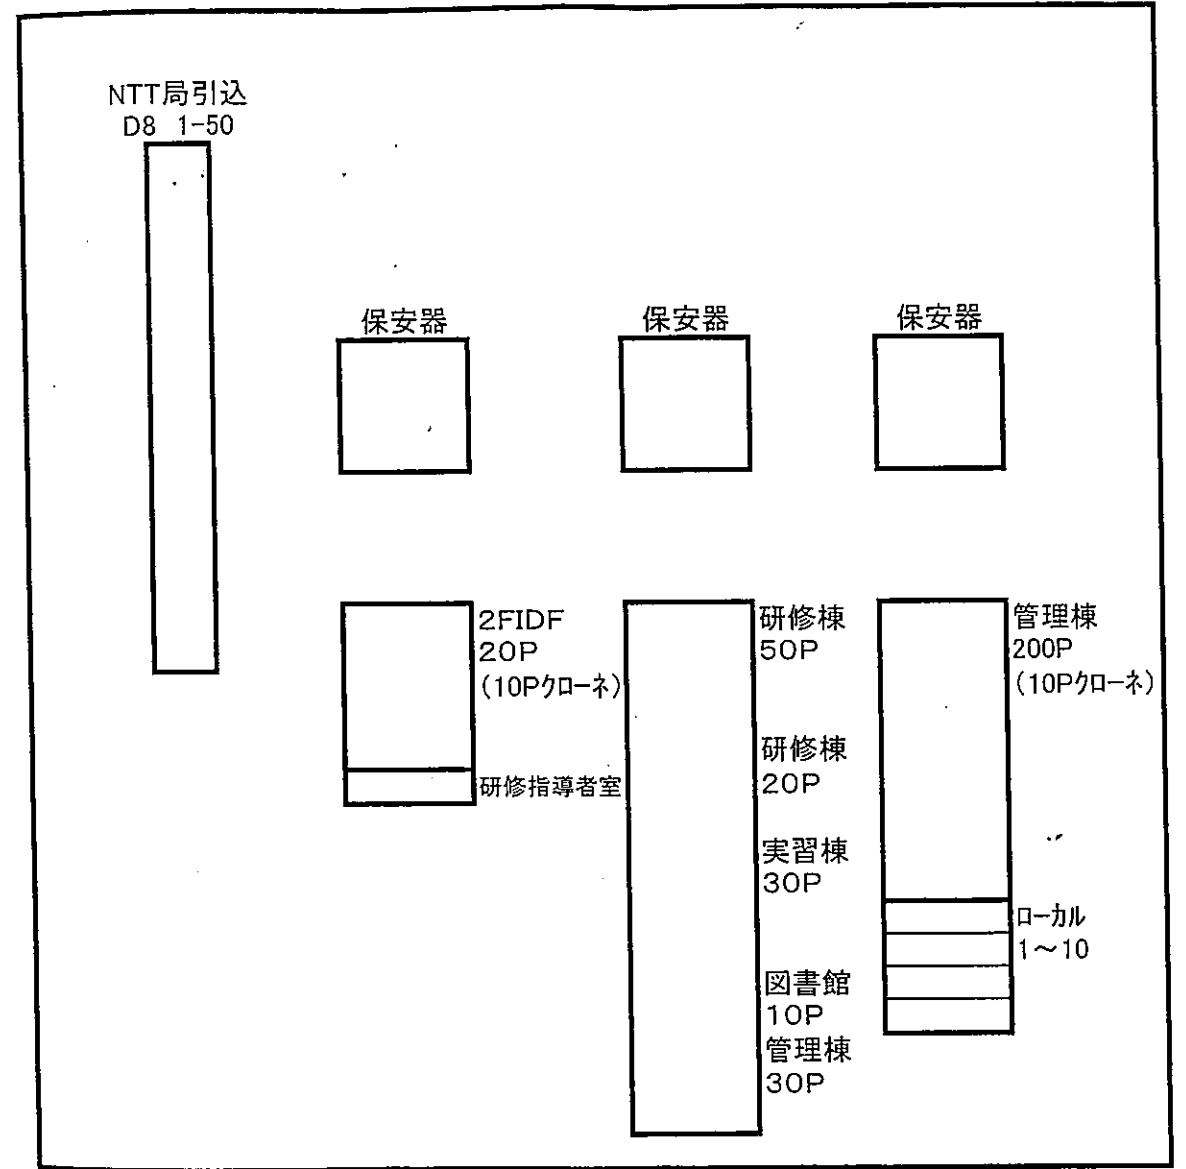 NTT局引込
D8 1-50
保安器
保安器
保安器
2FIDF
20P
(10Pクローネ)
研修指導者室
研修棟
50P
研修棟
20P
実習棟
30P
図書館
10P
管理棟
30P
管理棟
200P
(10Pクローネ)
ローカル
1~10